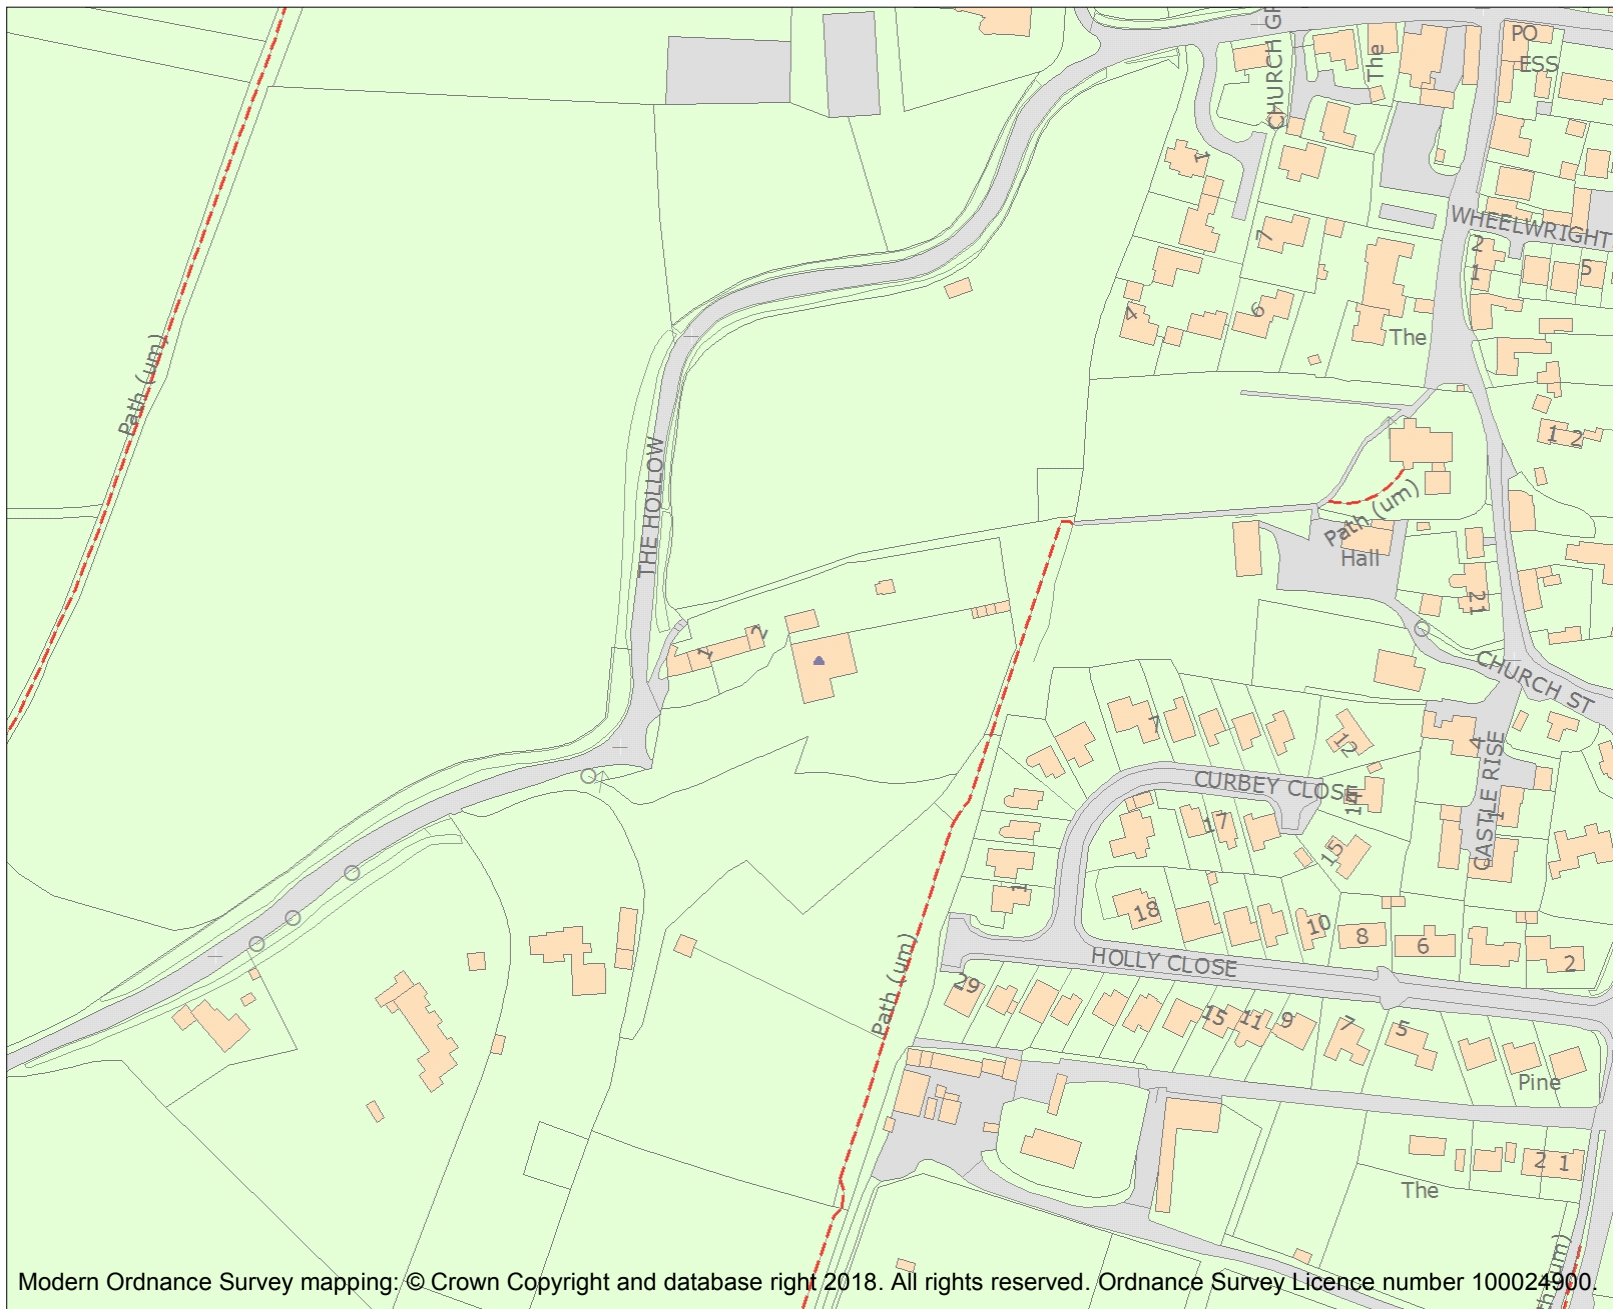 PO
ESS
CHURCH GR
The
1
WHEELWRIGHT
7
2
1
5
4
6
The
Path (um)
1 2
THE HOLLOW
Path (um)
Hall
21
1
2
CHURCH ST
7
12
4
CURBEY CLOSE
14
CASTLE RISE
1
17
15
1
18
10
8
6
2
Path (um)
HOLLY CLOSE
29
15
11
9
7
5
Pine
2 1
The
Path (um)
Modern Ordnance Survey mapping: © Crown Copyright and database right 2018. All rights reserved. Ordnance Survey Licence number 100024900.